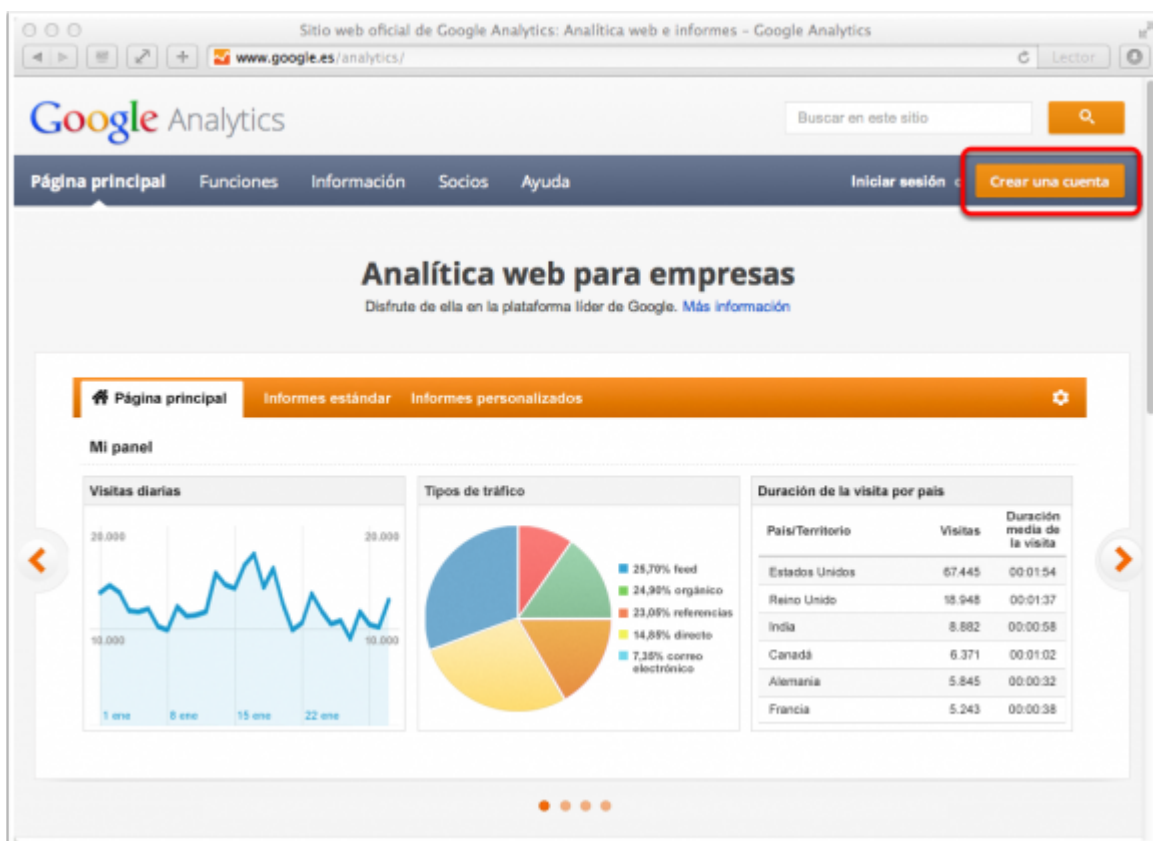 Sitio web oficial de Google Analytics: Analítica web e informes – Google Analytics
www.google.es/analytics/
Lector
Google Analytics
Buscar en este sitio
Página principal Funciones Información Socios Ayuda Iniciar sesión Crear una cuenta
Analítica web para empresas
Disfrute de ella en la plataforma líder de Google. Más información
Página principal Informes estándar Informes personalizados
Mi panel
Visitas diarias
20.000 20.000
10.000 10.000
1 ene 8 ene 15 ene 22 ene
Tipos de tráfico
25,70% feed
24,90% orgánico
23,05% referencias
14,85% directo
7,35% correo
electrónico
Duración de la visita por país
País/Territorio Visitas Duración
media de
la visita
Estados Unidos 67.445 00:01:54
Reino Unido 18.948 00:01:37
India 8.882 00:00:58
Canadá 6.371 00:01:02
Alemania 5.845 00:00:32
Francia 5.243 00:00:38